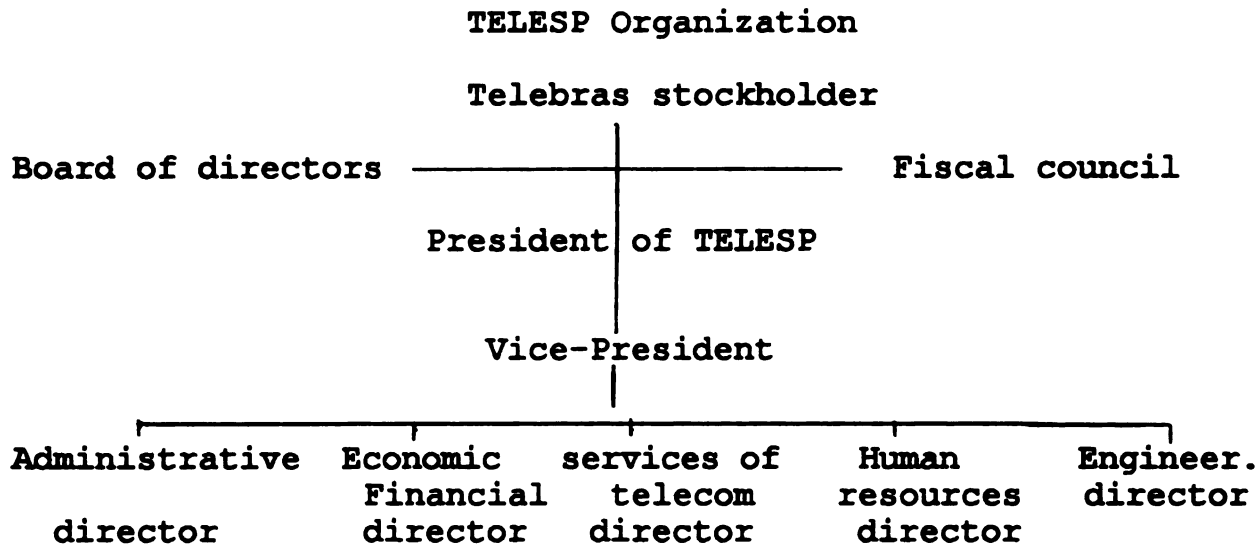 TELESP Organization
Telebras stockholder
Board of directors Fiscal council
President of TELESP
Vice-President
Administrative Economic services of Human Engineer.
Financial telecom resources director
director director director director